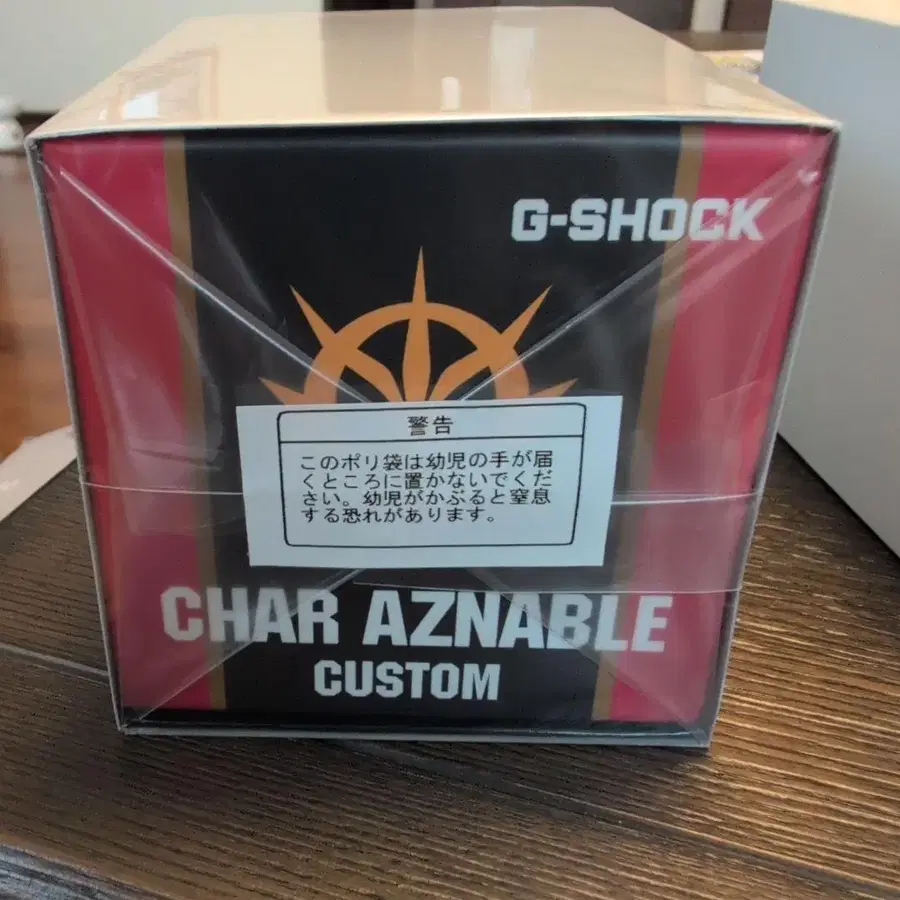 G-SHOCK
警告
このポリ袋は幼児の手が届
くところに置かないでくだ
さい。幼児がかぶると窒息
する恐れがあります。
CHAR AZNABLE
CUSTOM